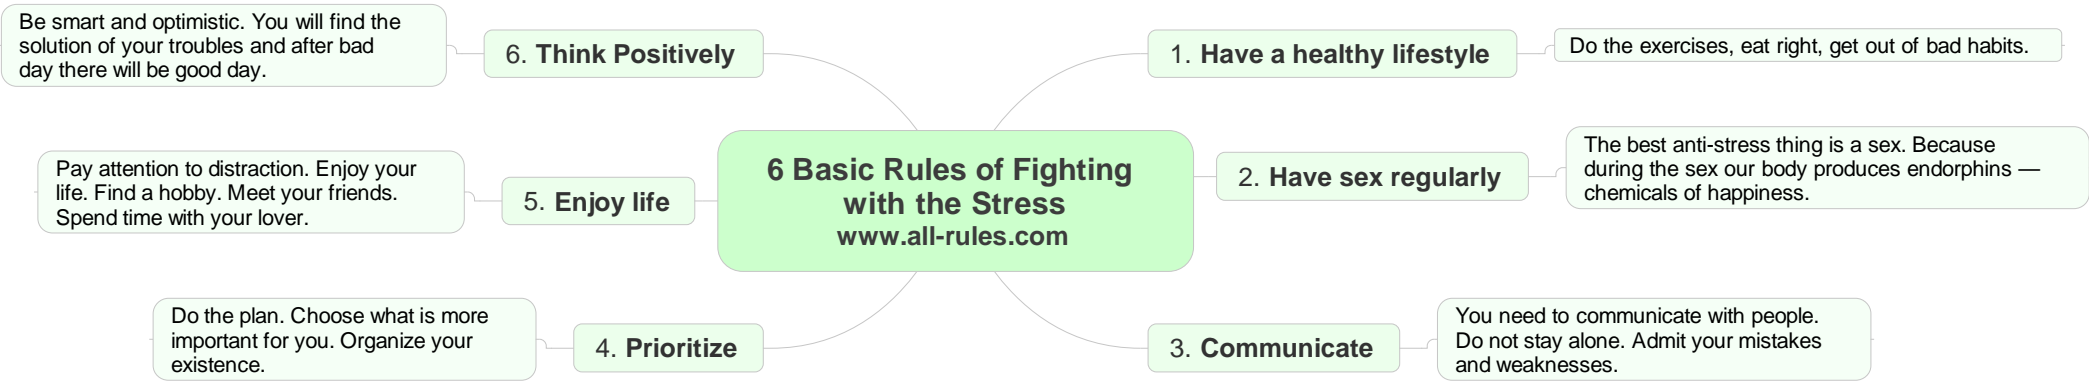 6 Basic Rules of Fighting
with the Stress
www.all-rules.com
1. Have a healthy lifestyle
Do the exercises, eat right, get out of bad habits.
2. Have sex regularly
The best anti-stress thing is a sex. Because
during the sex our body produces endorphins —
chemicals of happiness.
3. Communicate
You need to communicate with people.
Do not stay alone. Admit your mistakes
and weaknesses.
4. Prioritize
Do the plan. Choose what is more
important for you. Organize your
existence.
5. Enjoy life
Pay attention to distraction. Enjoy your
life. Find a hobby. Meet your friends.
Spend time with your lover.
6. Think Positively
Be smart and optimistic. You will find the
solution of your troubles and after bad
day there will be good day.